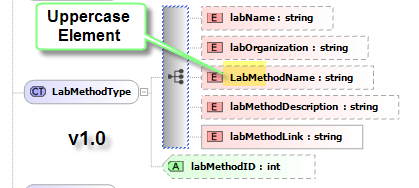 Uppercase
Element
E labName : string
E labOrganization : string
E LabMethodName : string
CT LabMethodType
E labMethodDescription : string
v1.0
E labMethodLink : string
A labMethodID : int